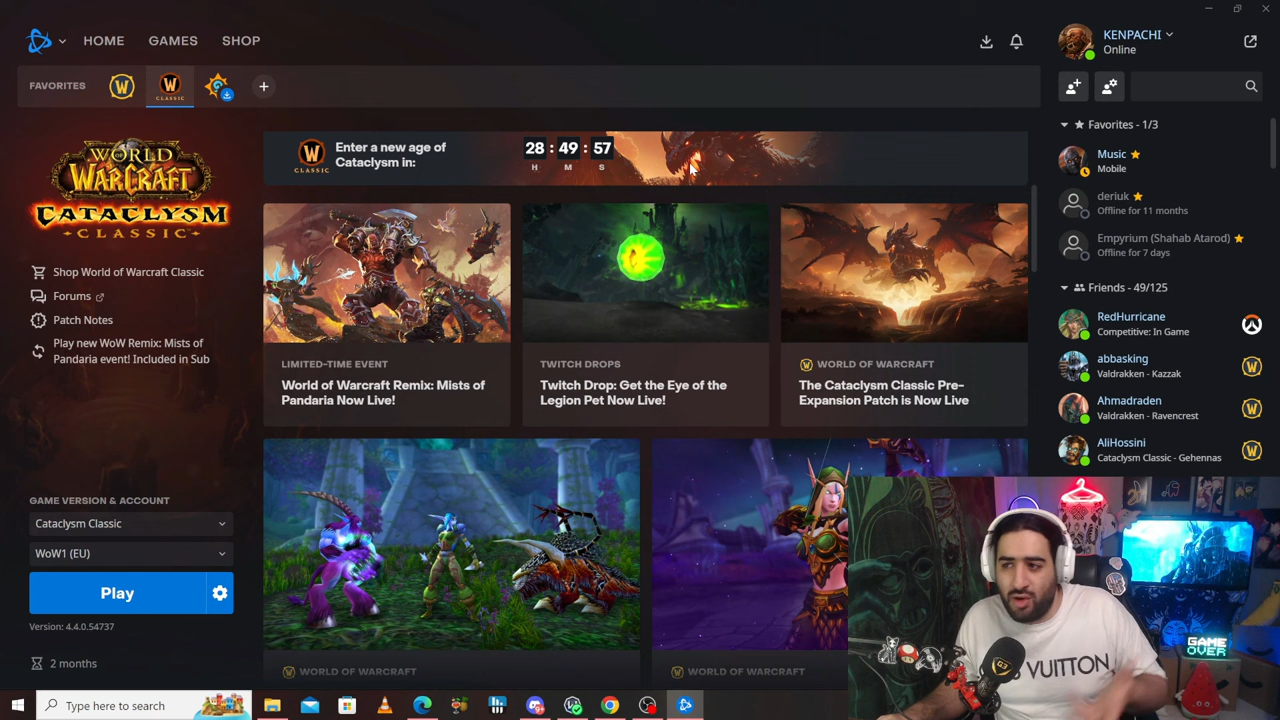 HOME
GAMES
SHOP
KENPACHI
Online
FAVORITES
CLASSIC
WORLD
OF
WARCRAFT
CATACLYSM
CLASSIC
Shop World of Warcraft Classic
Forums
Patch Notes
Play new WoW Remix: Mists of
Pandaria event! Included in Sub
CLASSIC
Enter a new age of
Cataclysm in:
28 : 49 : 57
H M S
LIMITED-TIME EVENT
World of Warcraft Remix: Mists of
Pandaria Now Live!
TWITCH DROPS
Twitch Drop: Get the Eye of the
Legion Pet Now Live!
WORLD OF WARCRAFT
The Cataclysm Classic Pre-
Expansion Patch is Now Live
WORLD OF WARCRAFT
WORLD OF WARCRAFT
Favorites - 1/3
Music
Mobile
deriuk
Offline for 11 months
Empyrium (Shahab Atarod)
Offline for 7 days
Friends - 49/125
RedHurricane
Competitive: In Game
abbasking
Valdrakken - Kazzak
Ahmadraden
Valdrakken - Ravencrest
AliHossini
Cataclysm Classic - Gehennas
GAME VERSION & ACCOUNT
Cataclysm Classic
WoW1 (EU)
Play
Version: 4.4.0.54737
2 months
Type here to search
GAME
OVER
VUITTON